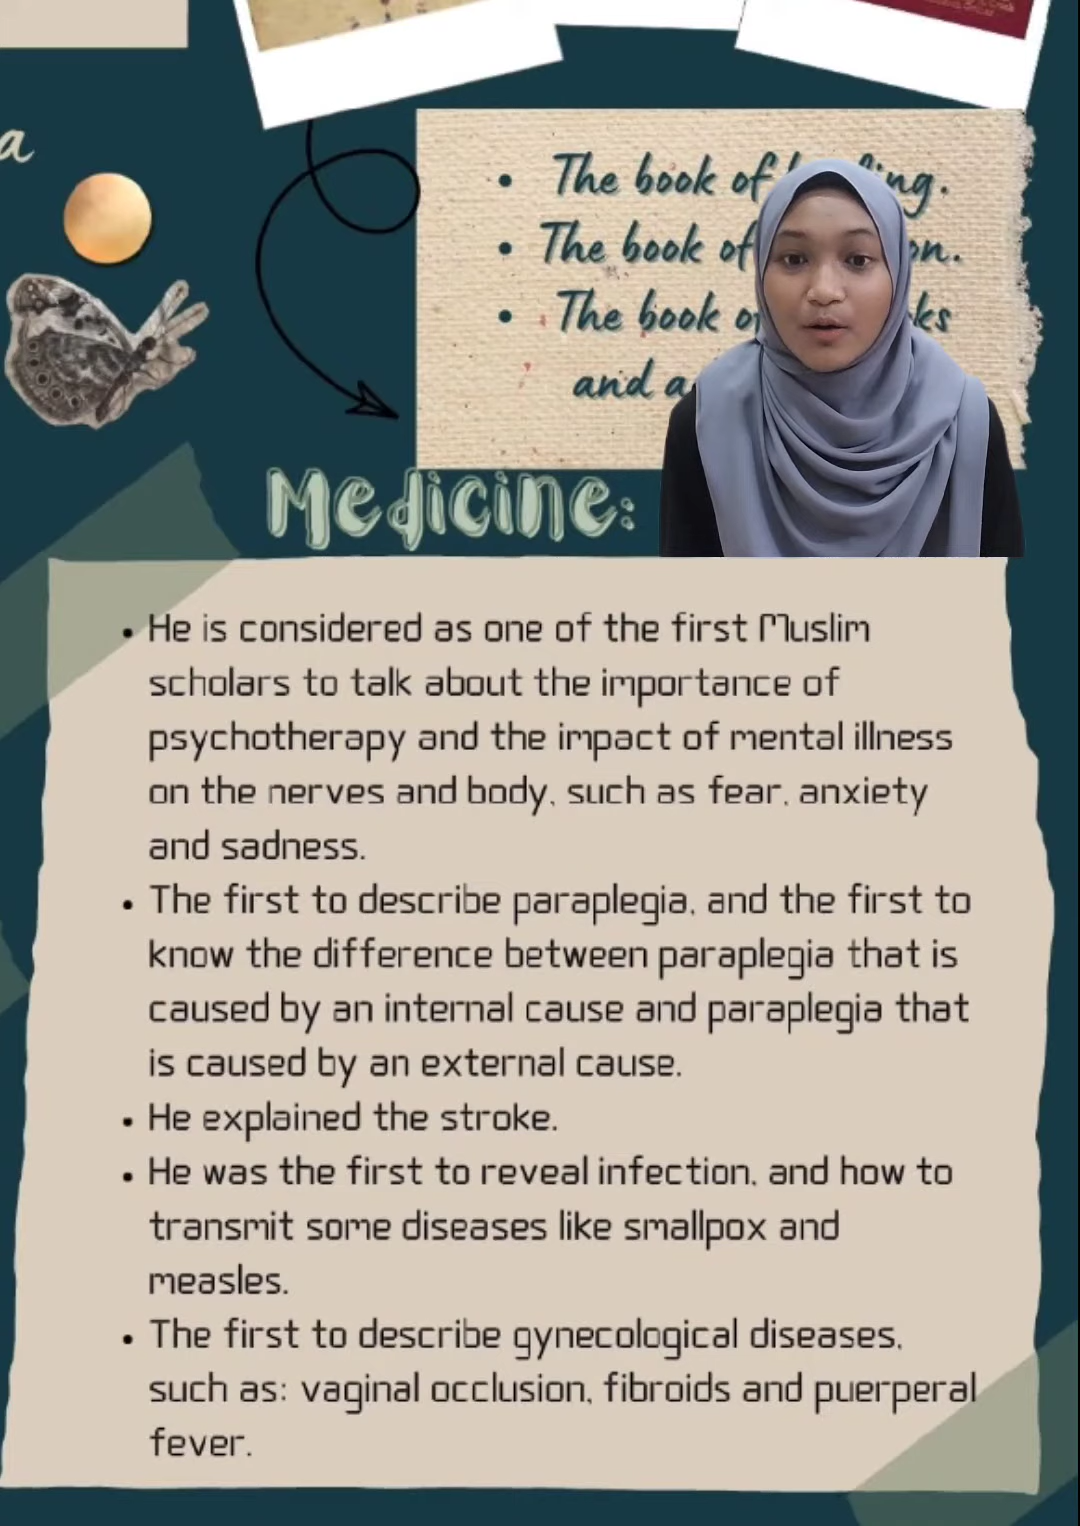 a
The book of
The book of
The book of
and a
Medicine:
• He is considered as one of the first Muslim
scholars to talk about the importance of
psychotherapy and the impact of mental illness
on the nerves and body, such as fear, anxiety
and sadness.
• The first to describe paraplegia, and the first to
know the difference between paraplegia that is
caused by an internal cause and paraplegia that
is caused by an external cause.
• He explained the stroke.
• He was the first to reveal infection, and how to
transmit some diseases like smallpox and
measles.
• The first to describe gynecological diseases,
such as: vaginal occlusion, fibroids and puerperal
fever.